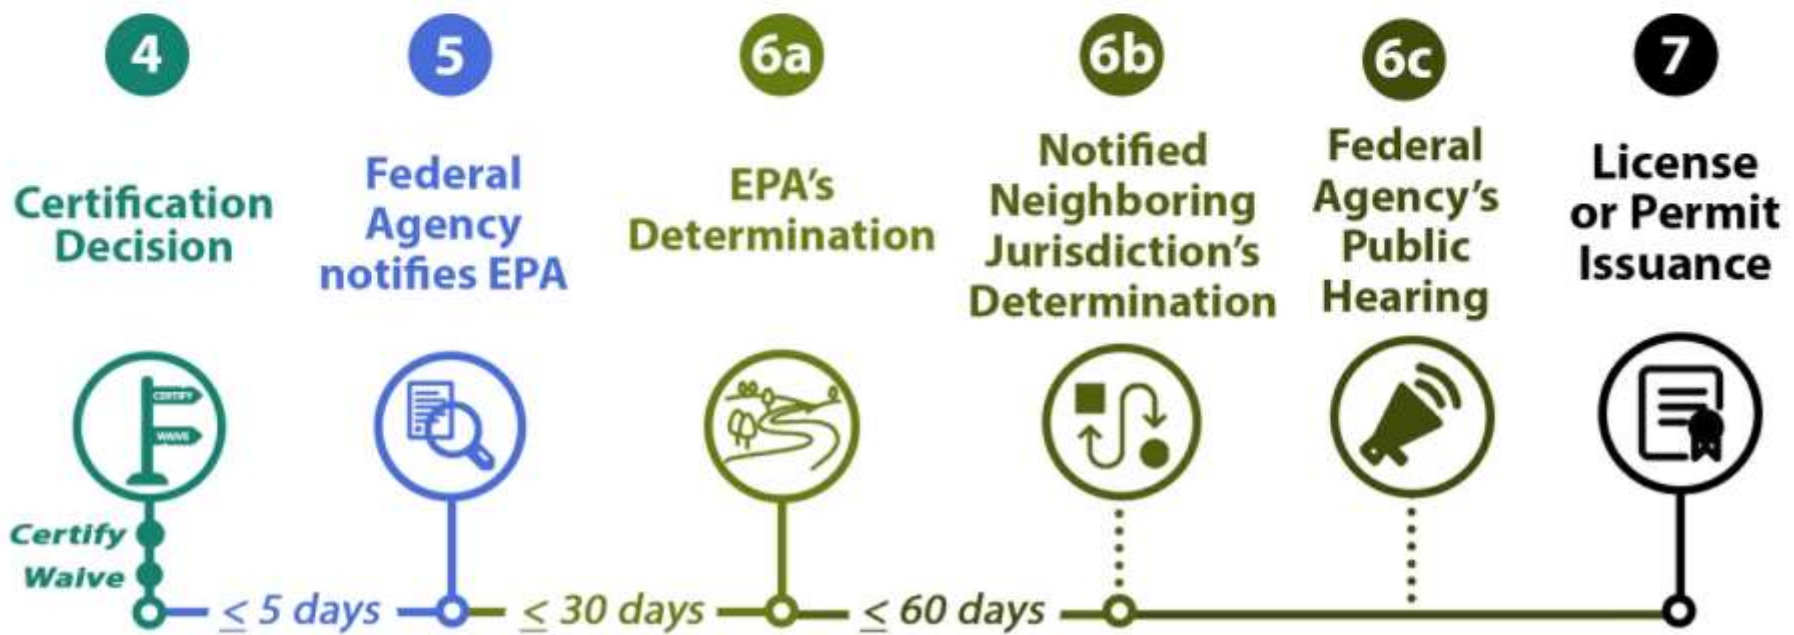 4
5
6a
6b
6c
7
Certification
Decision
Federal
Agency
notifies EPA
EPA's
Determination
Notified
Neighboring
Jurisdiction's
Determination
Federal
Agency's
Public
Hearing
License
or Permit
Issuance
CERTIFY
WAIVE
Certify
Waive
≤ 5 days
≤ 30 days
≤ 60 days